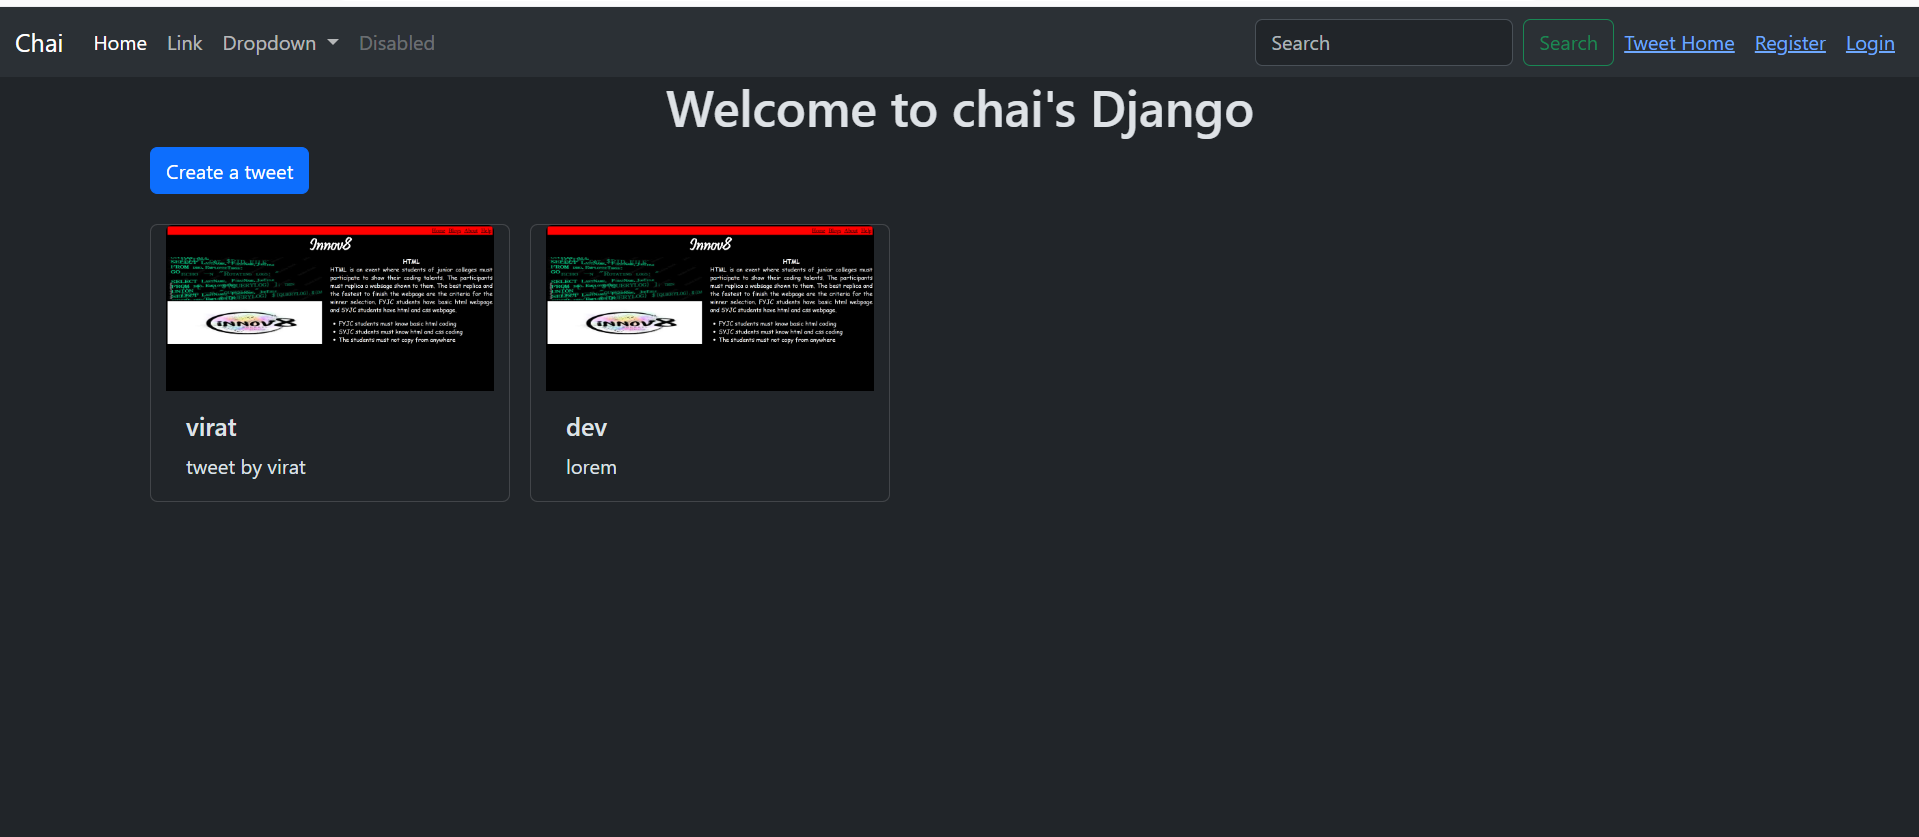 Chai Home Link Dropdown Disabled Search Search Tweet Home Register Login
Welcome to chai's Django
Create a tweet
Innov8
HTML
HTML is an event where students of junior colleges must
participate to show their coding talents. The participants
must replica a webpage shown to them. The best replica and
the fastest to finish the webpage are the criteria for the
winner selection. FYJC students have basic html webpage
and SYJC students have html and css webpage.
innov8
• FYJC students must know basic html coding
• SYJC students must know html and css coding
• The students must not copy from anywhere
virat
tweet by virat
Innov8
HTML
HTML is an event where students of junior colleges must
participate to show their coding talents. The participants
must replica a webpage shown to them. The best replica and
the fastest to finish the webpage are the criteria for the
winner selection. FYJC students have basic html webpage
and SYJC students have html and css webpage.
innov8
• FYJC students must know basic html coding
• SYJC students must know html and css coding
• The students must not copy from anywhere
dev
lorem